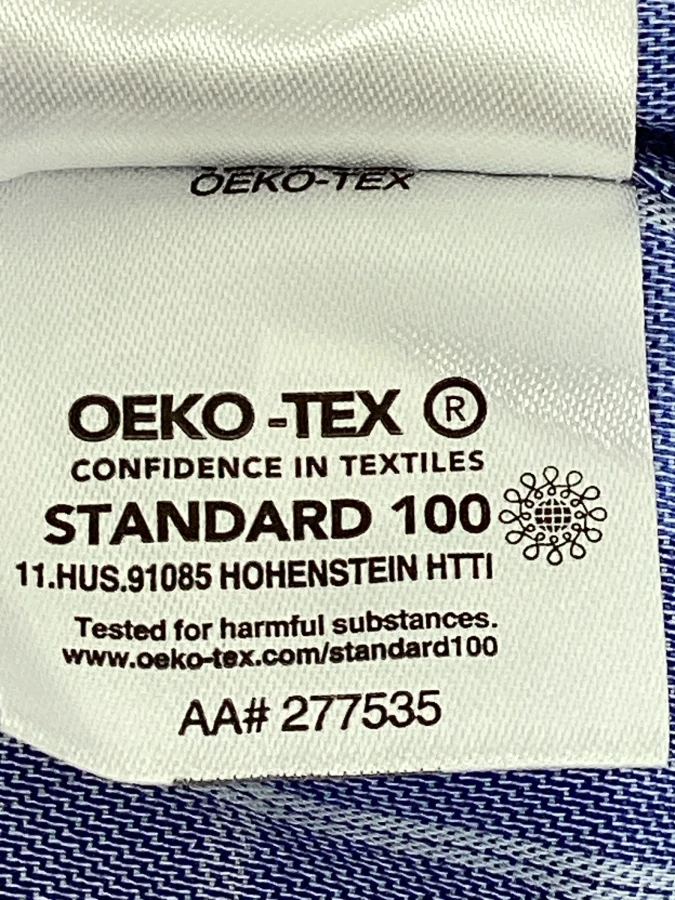 OEKO-TEX
OEKO -TEX ®
CONFIDENCE IN TEXTILES
STANDARD 100
11.HUS.91085 HOHENSTEIN HTTI
Tested for harmful substances.
www.oeko-tex.com/standard100
AA# 277535